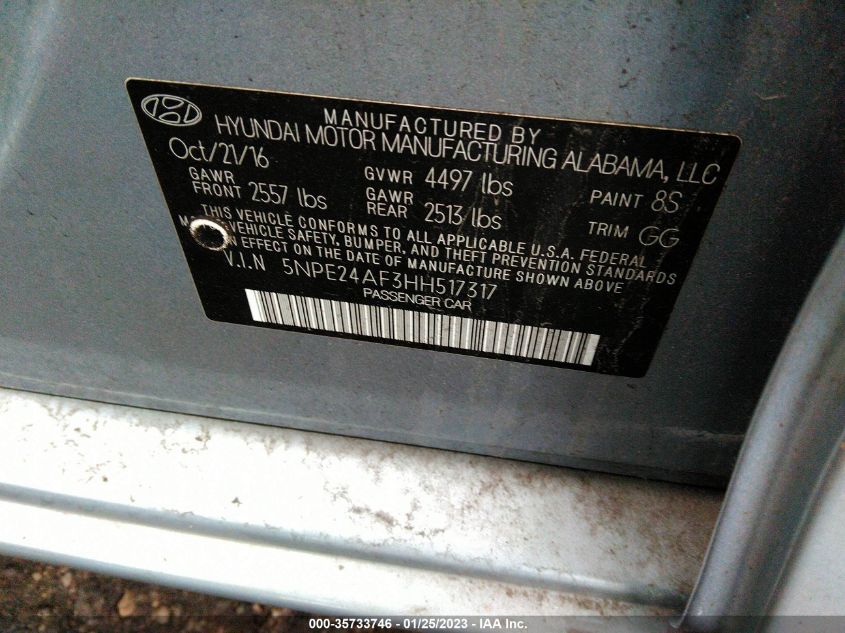 MANUFACTURED BY
HYUNDAI MOTOR MANUFACTURING ALABAMA, LLC
Oct/21/16
GAWR FRONT 2557 lbs
GVWR 4497 lbs
GAWR REAR 2513 lbs
PAINT 8S
TRIM GG
THIS VEHICLE CONFORMS TO ALL APPLICABLE U.S.A. FEDERAL
VEHICLE SAFETY, BUMPER, AND THEFT PREVENTION STANDARDS
IN EFFECT ON THE DATE OF MANUFACTURE SHOWN ABOVE
V.I.N 5NPE24AF3HH517317
PASSENGER CAR
000-35733746 - 01/25/2023 - © IAA Inc.